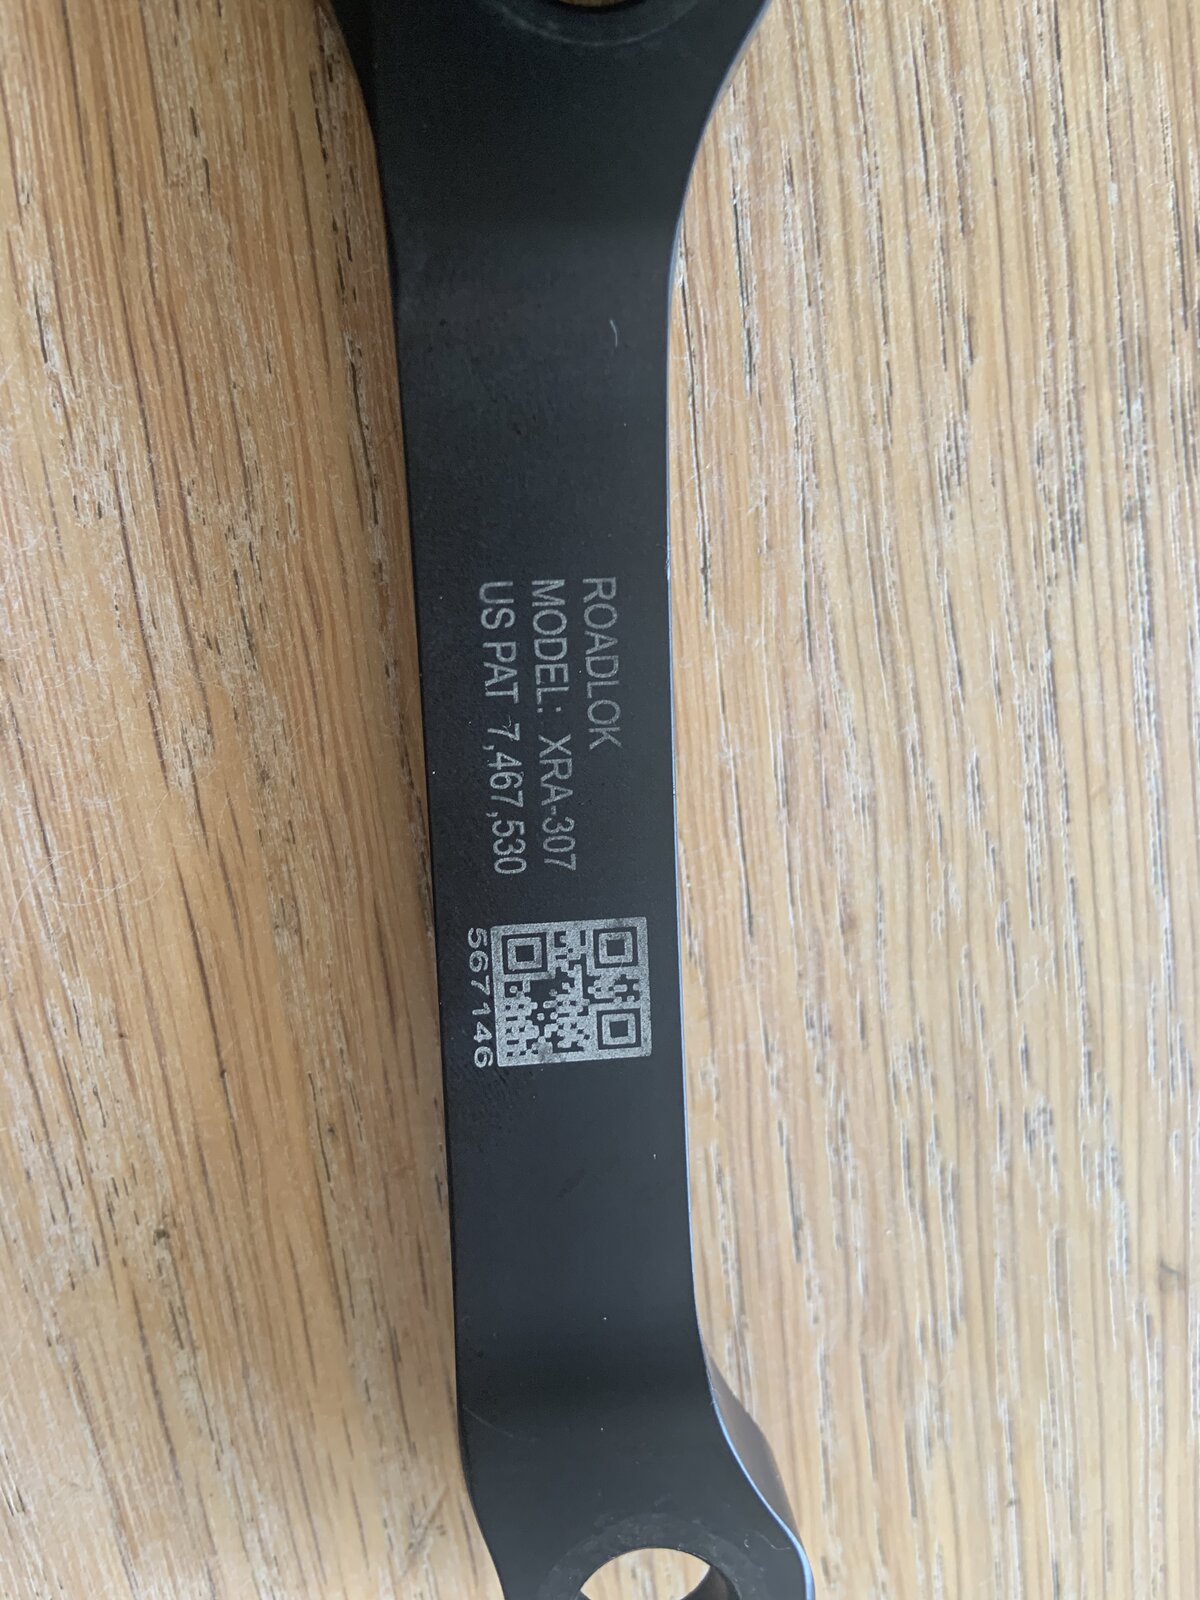 ROADLOK
MODEL: XRA-307
US PAT 7,467,530
567146